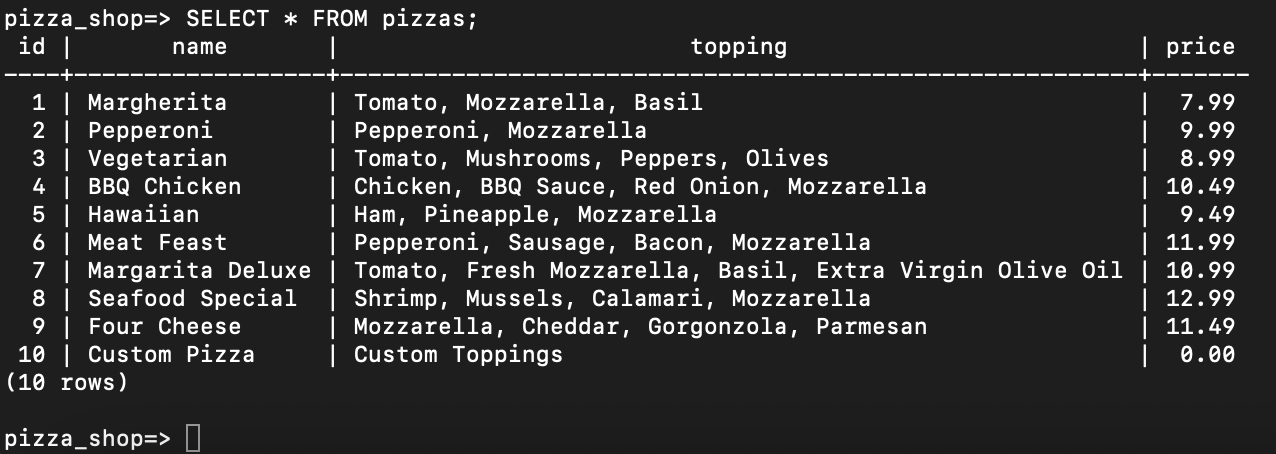 pizza_shop=> SELECT * FROM pizzas;
 id |      name       |                         topping                         | price
----+-----------------+---------------------------------------------------------+-------
  1 | Margherita      | Tomato, Mozzarella, Basil                               |  7.99
  2 | Pepperoni       | Pepperoni, Mozzarella                                   |  9.99
  3 | Vegetarian      | Tomato, Mushrooms, Peppers, Olives                      |  8.99
  4 | BBQ Chicken     | Chicken, BBQ Sauce, Red Onion, Mozzarella               | 10.49
  5 | Hawaiian        | Ham, Pineapple, Mozzarella                              |  9.49
  6 | Meat Feast      | Pepperoni, Sausage, Bacon, Mozzarella                   | 11.99
  7 | Margarita Deluxe | Tomato, Fresh Mozzarella, Basil, Extra Virgin Olive Oil | 10.99
  8 | Seafood Special | Shrimp, Mussels, Calamari, Mozzarella                   | 12.99
  9 | Four Cheese     | Mozzarella, Cheddar, Gorgonzola, Parmesan               | 11.49
 10 | Custom Pizza    | Custom Toppings                                         |  0.00
(10 rows)

pizza_shop=>